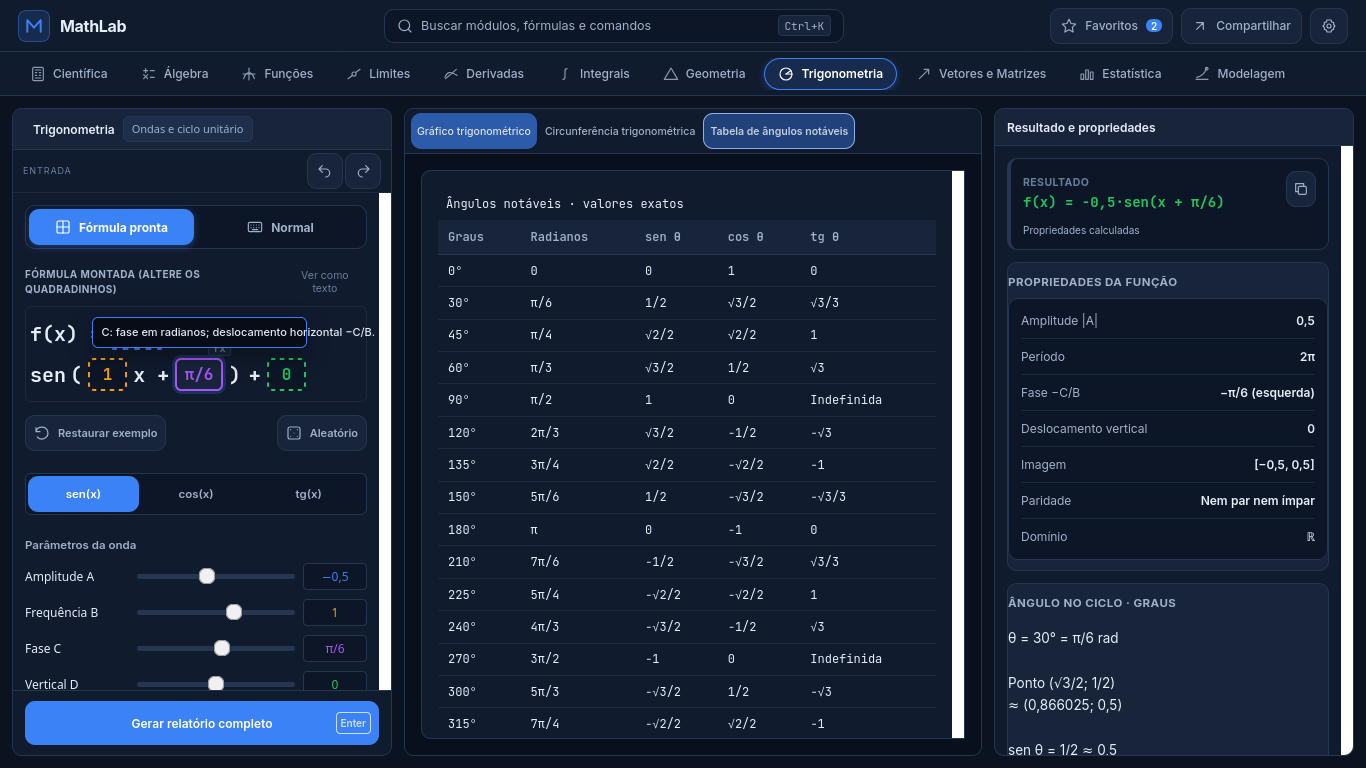 MathLab
Buscar módulos, fórmulas e comandos
Ctrl+K
Favoritos 2
Compartilhar
Científica
Álgebra
Funções
Limites
Derivadas
Integrais
Geometria
Trigonometria
Vetores e Matrizes
Estatística
Modelagem
Trigonometria
Ondas e ciclo unitário
ENTRADA
Fórmula pronta
Normal
FÓRMULA MONTADA (ALTERE OS
QUADRADINHOS)
Ver como
texto
f(x)
C: fase em radianos; deslocamento horizontal −C/B.
sen( 1 x + π/6 ) + 0
Restaurar exemplo
Aleatório
sen(x)
cos(x)
tg(x)
Parâmetros da onda
Amplitude A −0,5
Frequência B 1
Fase C π/6
Vertical D 0
Gerar relatório completo Enter
Gráfico trigonométrico
Circunferência trigonométrica
Tabela de ângulos notáveis
Ângulos notáveis · valores exatos
Graus Radianos sen θ cos θ tg θ
0° 0 0 1 0
30° π/6 1/2 √3/2 √3/3
45° π/4 √2/2 √2/2 1
60° π/3 √3/2 1/2 √3
90° π/2 1 0 Indefinida
120° 2π/3 √3/2 -1/2 -√3
135° 3π/4 √2/2 -√2/2 -1
150° 5π/6 1/2 -√3/2 -√3/3
180° π 0 -1 0
210° 7π/6 -1/2 -√3/2 √3/3
225° 5π/4 -√2/2 -√2/2 1
240° 4π/3 -√3/2 -1/2 √3
270° 3π/2 -1 0 Indefinida
300° 5π/3 -√3/2 1/2 -√3
315° 7π/4 -√2/2 √2/2 -1
Resultado e propriedades
RESULTADO
f(x) = -0,5·sen(x + π/6)
Propriedades calculadas
PROPRIEDADES DA FUNÇÃO
Amplitude |A| 0,5
Período 2π
Fase −C/B −π/6 (esquerda)
Deslocamento vertical 0
Imagem [−0,5, 0,5]
Paridade Nem par nem ímpar
Domínio ℝ
ÂNGULO NO CICLO · GRAUS
θ = 30° = π/6 rad
Ponto (√3/2; 1/2)
≈ (0,866025; 0,5)
sen θ = 1/2 ≈ 0,5